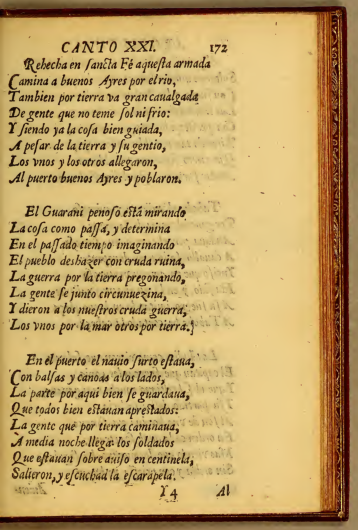 CANTO XXI. 172
Rehecha en ſancta Fé aqueſta armada
Camina a buenos Ayres por el rio,
Tambien por tierra va gran caualgada
De gente que no teme ſol ni frio:
Y ſiendo ya la coſa bien guiada,
A peſar de la tierra y ſu gentio,
Los vnos y los otros allegaron,
Al puerto buenos Ayres y poblaron.
El Guarani penoſo eſtá mirando
La coſa como paſſa, y determina
En el paſſado tiempo imaginando
El pueblo deshazer con cruda ruina,
La guerra por la tierra pregonando,
La gente ſe junto circunuezina,
Y dieron a los nueſtros cruda guerra,
Los vnos por la mar otros por tierra.
En el puerto el nauio ſurto eſtaua,
Con balſas y canoas a los lados,
La parte por aqui bien ſe guardaua,
Que todos bien eſtauan apreſtados:
La gente que por tierra caminaua,
A media noche llega: los ſoldados
Que eſtauan ſobre auiſo en centinela,
Salieron, y eſcuchad la eſcarapela.
Y4 Al